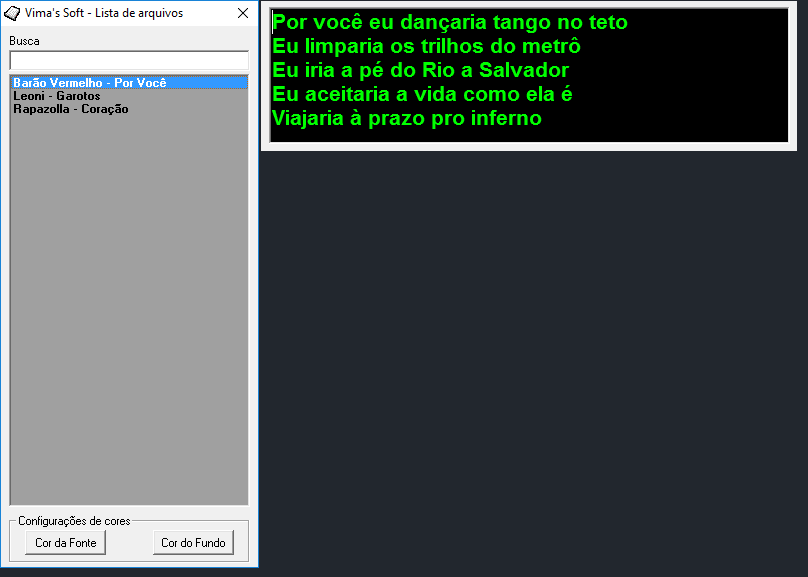 Vima's Soft - Lista de arquivos
Busca
Barão Vermelho - Por Você
Leoni - Garotos
Rapazolla - Coração
Configurações de cores
Cor da Fonte
Cor do Fundo
Por você eu dançaria tango no teto
Eu limparia os trilhos do metrô
Eu iria a pé do Rio a Salvador
Eu aceitaria a vida como ela é
Viajaria à prazo pro inferno